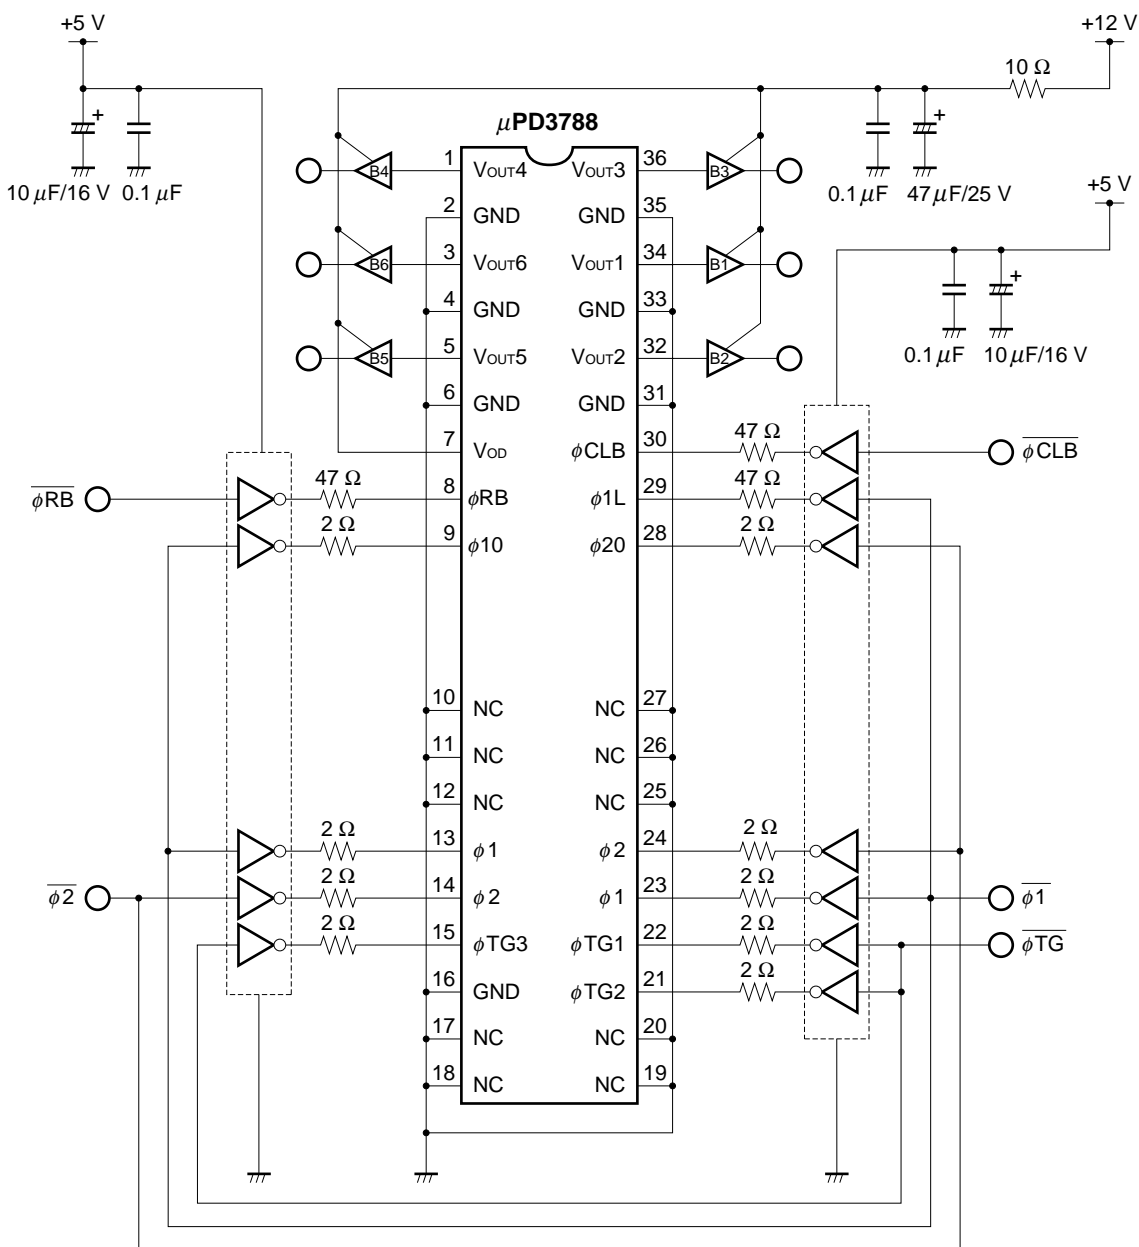 +5 V
+12 V
10 Ω
μPD3788
10 μF/16 V
0.1 μF
0.1 μF
47 μF/25 V
+5 V
0.1 μF
10 μF/16 V
B4
1
VOUT4
VOUT3
36
B3
2
GND
GND
35
B6
3
VOUT6
VOUT1
34
B1
4
GND
GND
33
B5
5
VOUT5
VOUT2
32
B2
6
GND
GND
31
7
VOD
φCLB
30
47 Ω
φCLB
φRB
47 Ω
8
φRB
φ1L
29
47 Ω
2 Ω
9
φ10
φ20
28
2 Ω
10
NC
NC
27
11
NC
NC
26
12
NC
NC
25
2 Ω
13
φ1
φ2
24
2 Ω
φ2
2 Ω
14
φ2
φ1
23
2 Ω
φ1
2 Ω
15
φTG3
φTG1
22
2 Ω
φTG
16
GND
φTG2
21
2 Ω
17
NC
NC
20
18
NC
NC
19